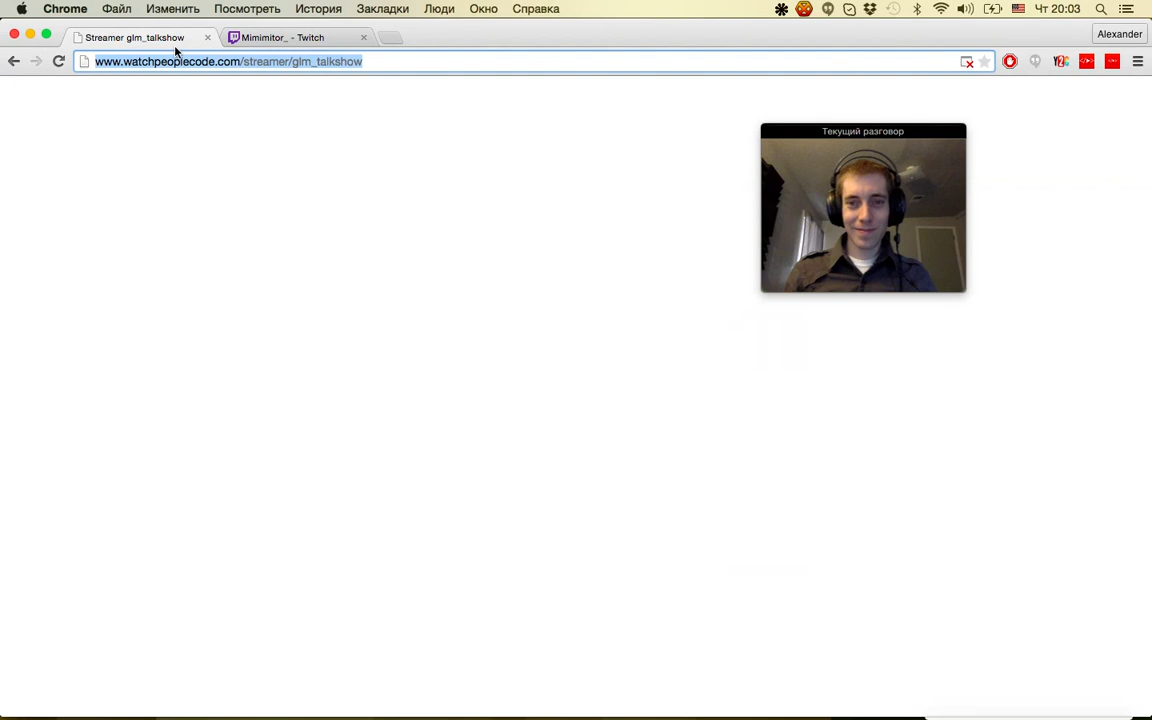 Chrome Файл Изменить Посмотреть История Закладки Люди Окно Справка Чт 20:03
Streamer glm_talkshow Mimimitor_ - Twitch Alexander
www.watchpeoplecode.com/streamer/glm_talkshow
Текущий разговор